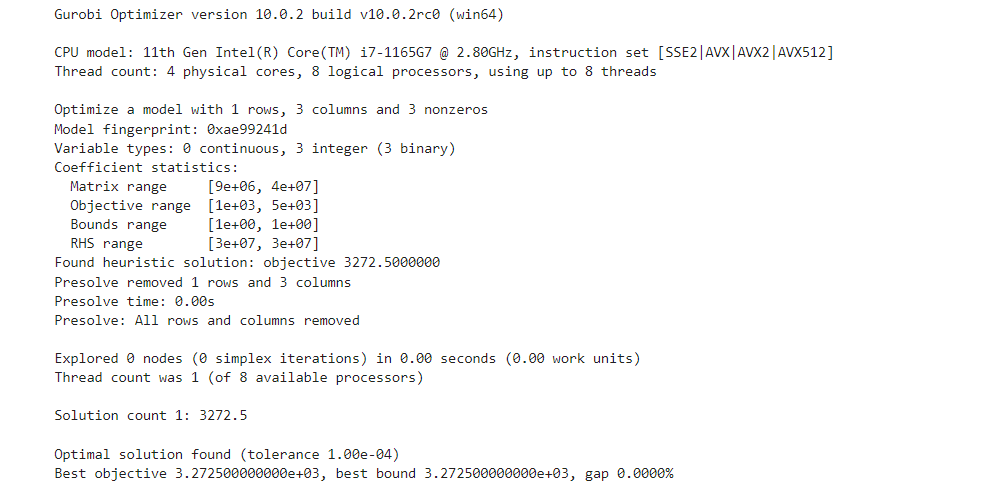 Gurobi Optimizer version 10.0.2 build v10.0.2rc0 (win64)
CPU model: 11th Gen Intel(R) Core(TM) i7-1165G7 @ 2.80GHz, instruction set [SSE2|AVX|AVX2|AVX512]
Thread count: 4 physical cores, 8 logical processors, using up to 8 threads
Optimize a model with 1 rows, 3 columns and 3 nonzeros
Model fingerprint: 0xae99241d
Variable types: 0 continuous, 3 integer (3 binary)
Coefficient statistics:
  Matrix range     [9e+06, 4e+07]
  Objective range  [1e+03, 5e+03]
  Bounds range     [1e+00, 1e+00]
  RHS range        [3e+07, 3e+07]
Found heuristic solution: objective 3272.5000000
Presolve removed 1 rows and 3 columns
Presolve time: 0.00s
Presolve: All rows and columns removed
Explored 0 nodes (0 simplex iterations) in 0.00 seconds (0.00 work units)
Thread count was 1 (of 8 available processors)
Solution count 1: 3272.5
Optimal solution found (tolerance 1.00e-04)
Best objective 3.272500000000e+03, best bound 3.272500000000e+03, gap 0.0000%